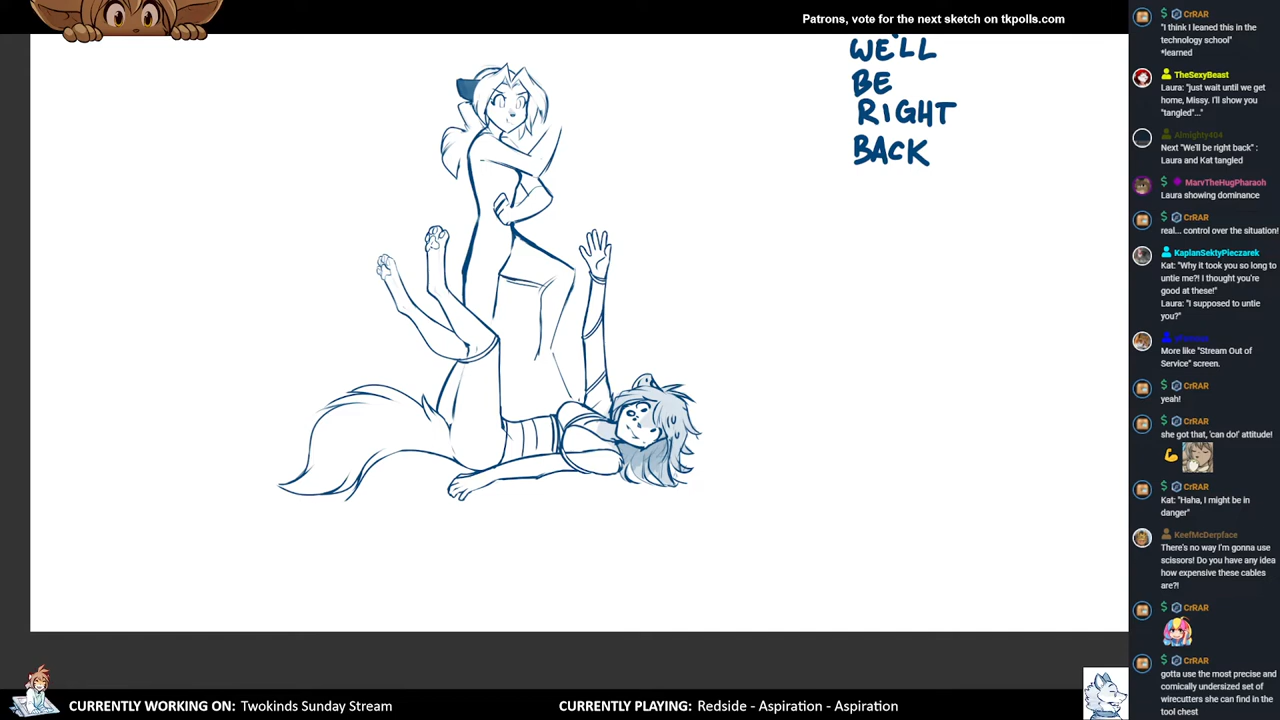 Patrons, vote for the next sketch on tkpolls.com
WE'LL
BE
RIGHT
BACK
CrRAR
"I think I leaned this in the
technology school"
*learned
TheSexyBeast
Laura: "just wait until we get
home, Missy. I'll show you
"tangled"..."
Almighty404
Next "We'll be right back" :
Laura and Kat tangled
MarvTheHugPharaoh
Laura showing dominance
CrRAR
real... control over the situation!
KaplanSektyPieczarek
Kat: "Why it took you so long to
untie me?! I thought you're
good at these!"
Laura: "I supposed to untie
you?"
More like "Stream Out of
Service" screen.
CrRAR
yeah!
CrRAR
she got that, 'can do!' attitude!
CrRAR
Kat: "Haha, I might be in
danger"
KeefMcDerpface
There's no way I'm gonna use
scissors! Do you have any idea
how expensive these cables
are?!
CrRAR
CrRAR
gotta use the most precise and
comically undersized set of
wirecutters she can find in the
tool chest
CURRENTLY WORKING ON: Twokinds Sunday Stream
CURRENTLY PLAYING: Redside - Aspiration - Aspiration